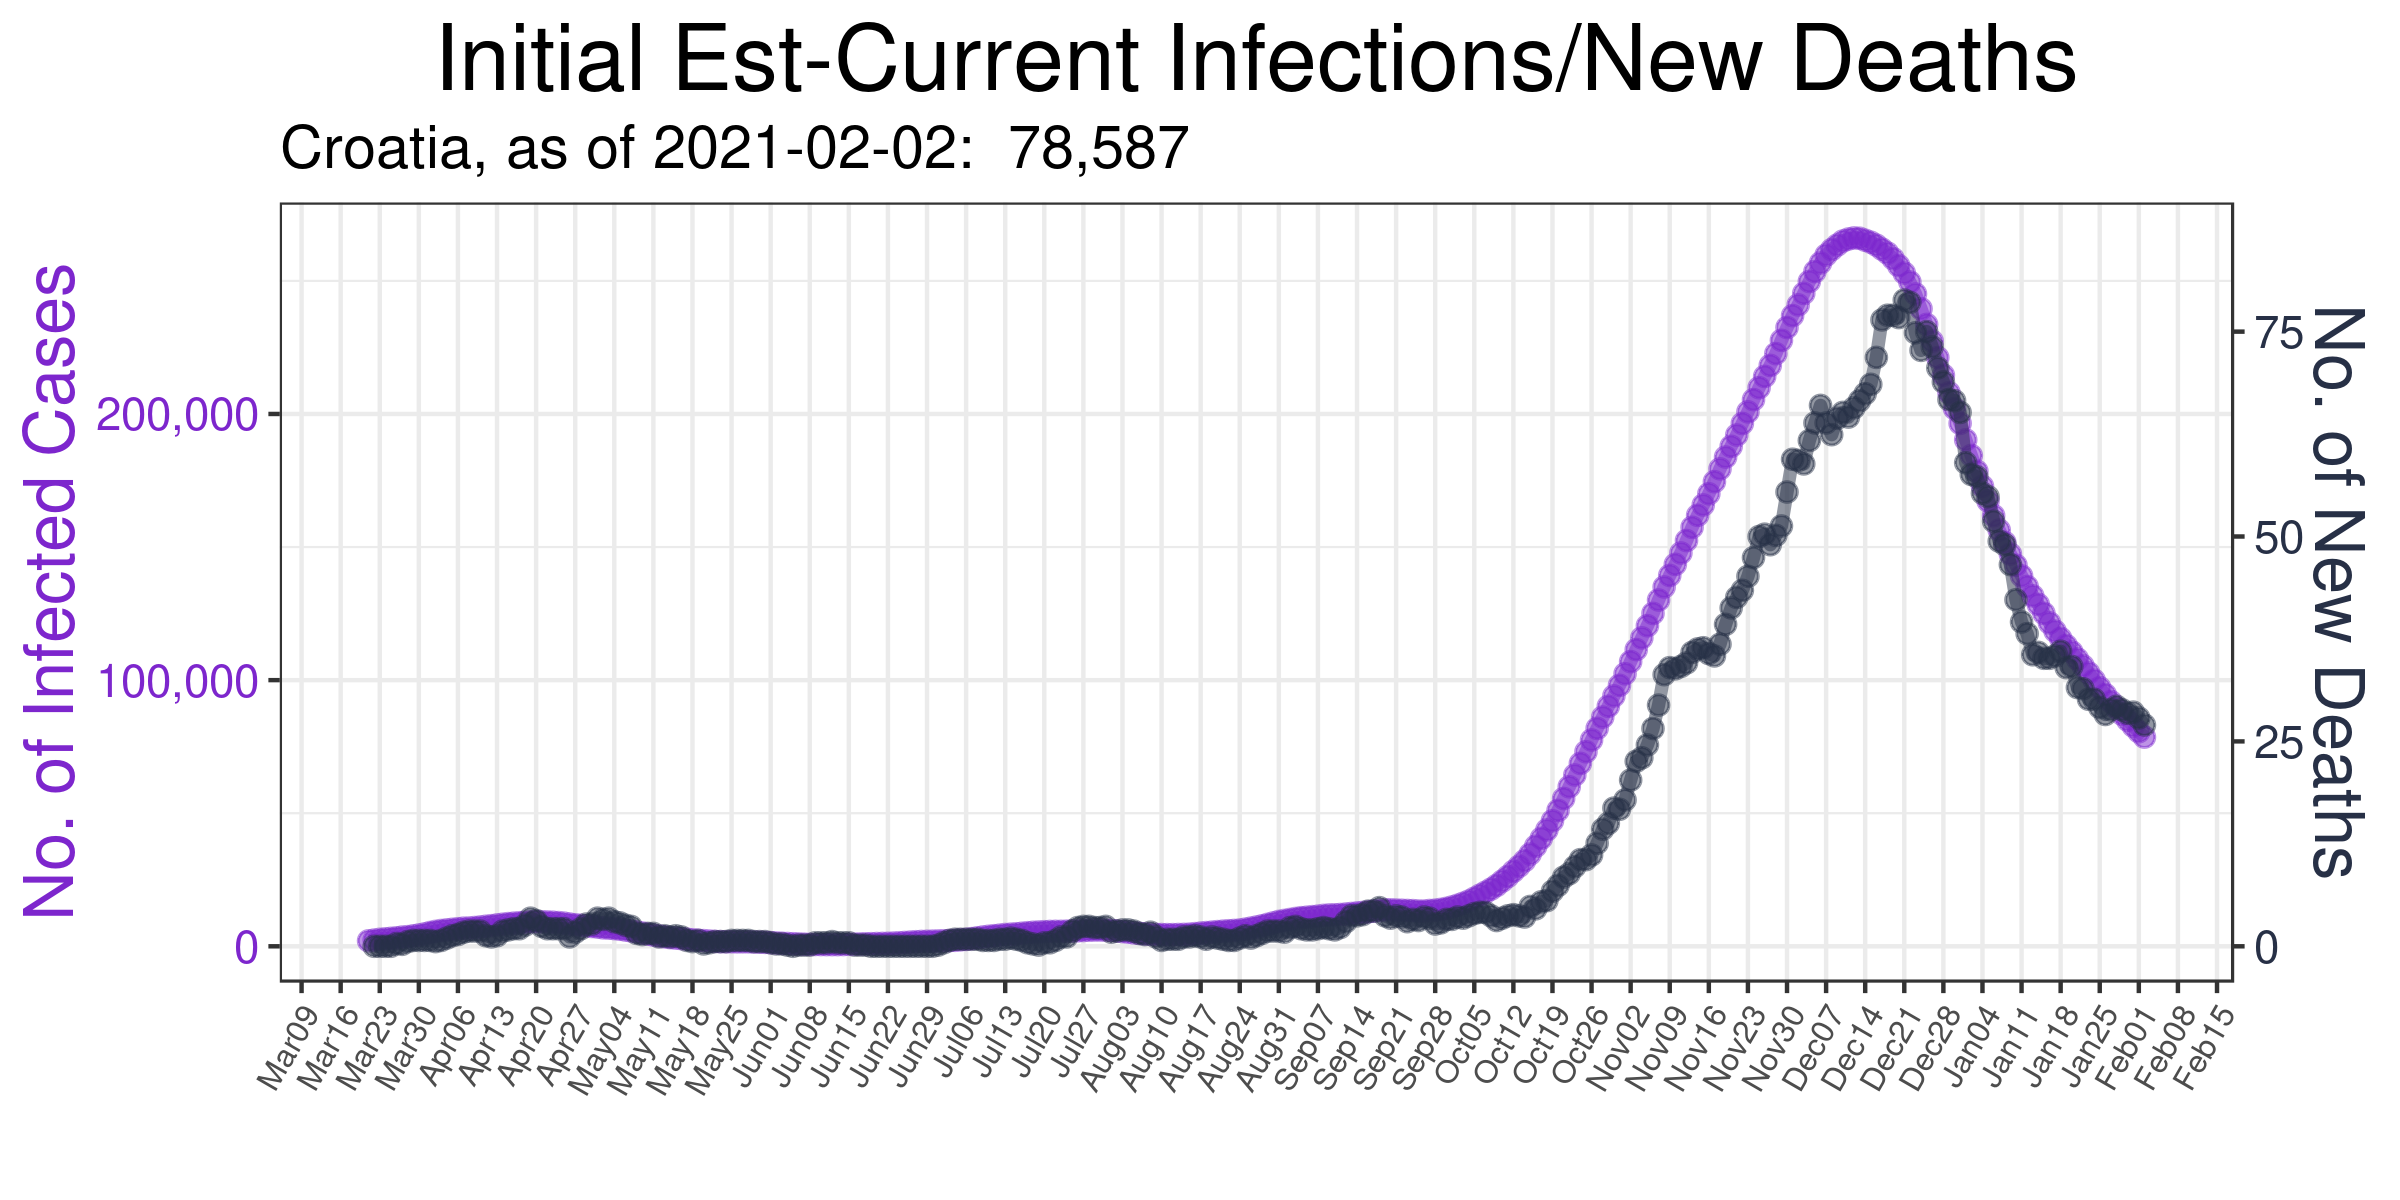 Initial Est-Current Infections/New Deaths
Croatia, as of 2021-02-02: 78,587
No. of Infected Cases
200,000
100,000
0
No. of New Deaths
75
50
25
0
Mar09 Mar16 Mar23 Mar30 Apr06 Apr13 Apr20 Apr27 May04 May11 May18 May25 Jun01 Jun08 Jun15 Jun22 Jun29 Jul06 Jul13 Jul20 Jul27 Aug03 Aug10 Aug17 Aug24 Aug31 Sep07 Sep14 Sep21 Sep28 Oct05 Oct12 Oct19 Oct26 Nov02 Nov09 Nov16 Nov23 Nov30 Dec07 Dec14 Dec21 Dec28 Dec04 Jan11 Jan18 Jan25 Feb01 Feb08 Feb15